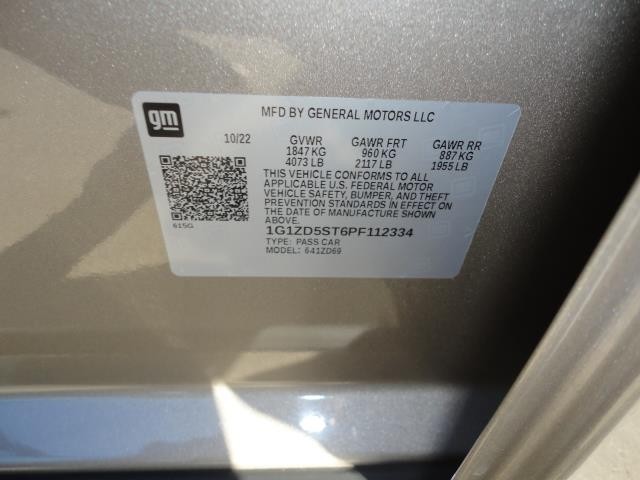 gm
MFD BY GENERAL MOTORS LLC
10/22 GVWR GAWR FRT GAWR RR
1847 KG 960 KG 887 KG
4073 LB 2117 LB 1955 LB
THIS VEHICLE CONFORMS TO ALL
APPLICABLE U.S. FEDERAL MOTOR
VEHICLE SAFETY, BUMPER, AND THEFT
PREVENTION STANDARDS IN EFFECT
ON THE DATE OF MANUFACTURE SHOWN
ABOVE.
615G
1G1ZD5ST6PF112334
TYPE: PASS CAR
MODEL: 641ZD69